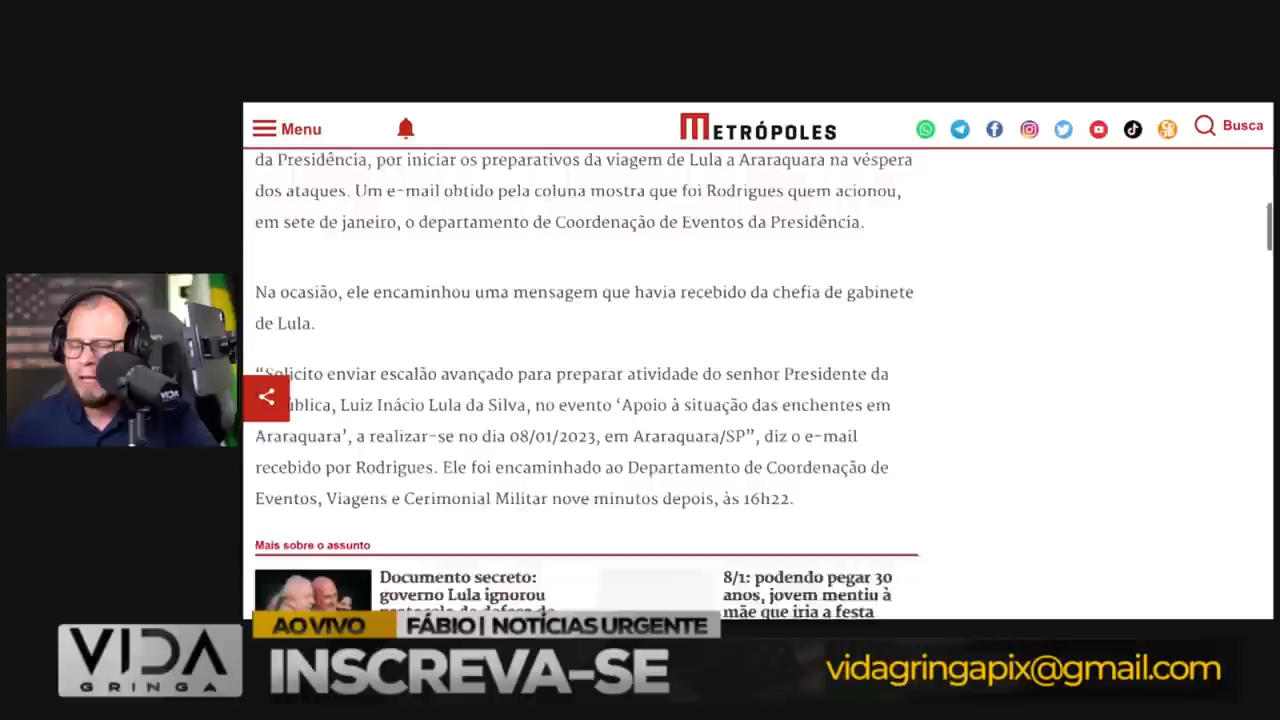 Menu
METRÓPOLES
Busca
da Presidência, por iniciar os preparativos da viagem de Lula a Araraquara na véspera
dos ataques. Um e-mail obtido pela coluna mostra que foi Rodrigues quem acionou,
em sete de janeiro, o departamento de Coordenação de Eventos da Presidência.
Na ocasião, ele encaminhou uma mensagem que havia recebido da chefia de gabinete
de Lula.
“Solicito enviar escalão avançado para preparar atividade do senhor Presidente da
ública, Luiz Inácio Lula da Silva, no evento ‘Apoio à situação das enchentes em
Araraquara’, a realizar-se no dia 08/01/2023, em Araraquara/SP”, diz o e-mail
recebido por Rodrigues. Ele foi encaminhado ao Departamento de Coordenação de
Eventos, Viagens e Cerimonial Militar nove minutos depois, às 16h22.
Mais sobre o assunto
Documento secreto:
governo Lula ignorou
8/1: podendo pegar 30
anos, jovem mentiu à
mãe que iria a festa
AO VIVO
FÁBIO | NOTÍCIAS URGENTE
VIDA
GRINGA
INSCREVA-SE
vidagringapix@gmail.com